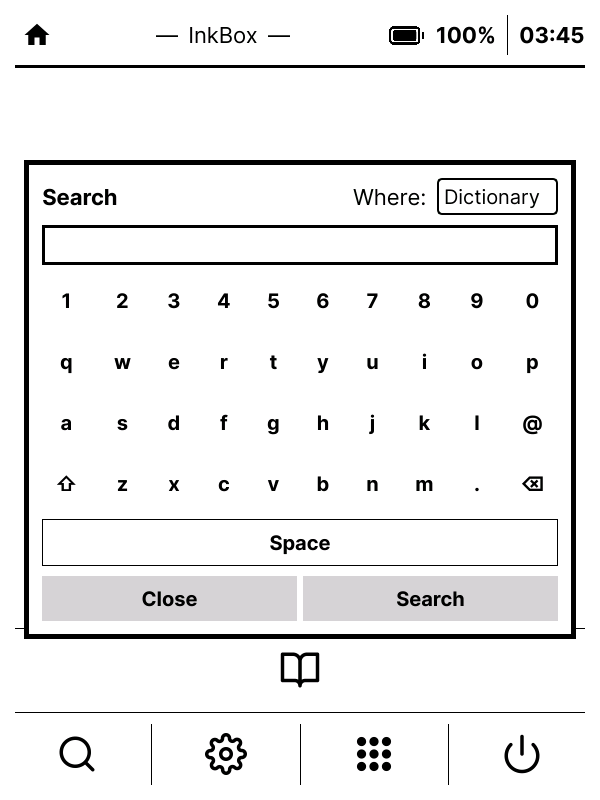 — InkBox — 100% 03:45
Search Where: Dictionary
1 2 3 4 5 6 7 8 9 0
q w e r t y u i o p
a s d f g h j k l @
z x c v b n m .
Space
Close Search